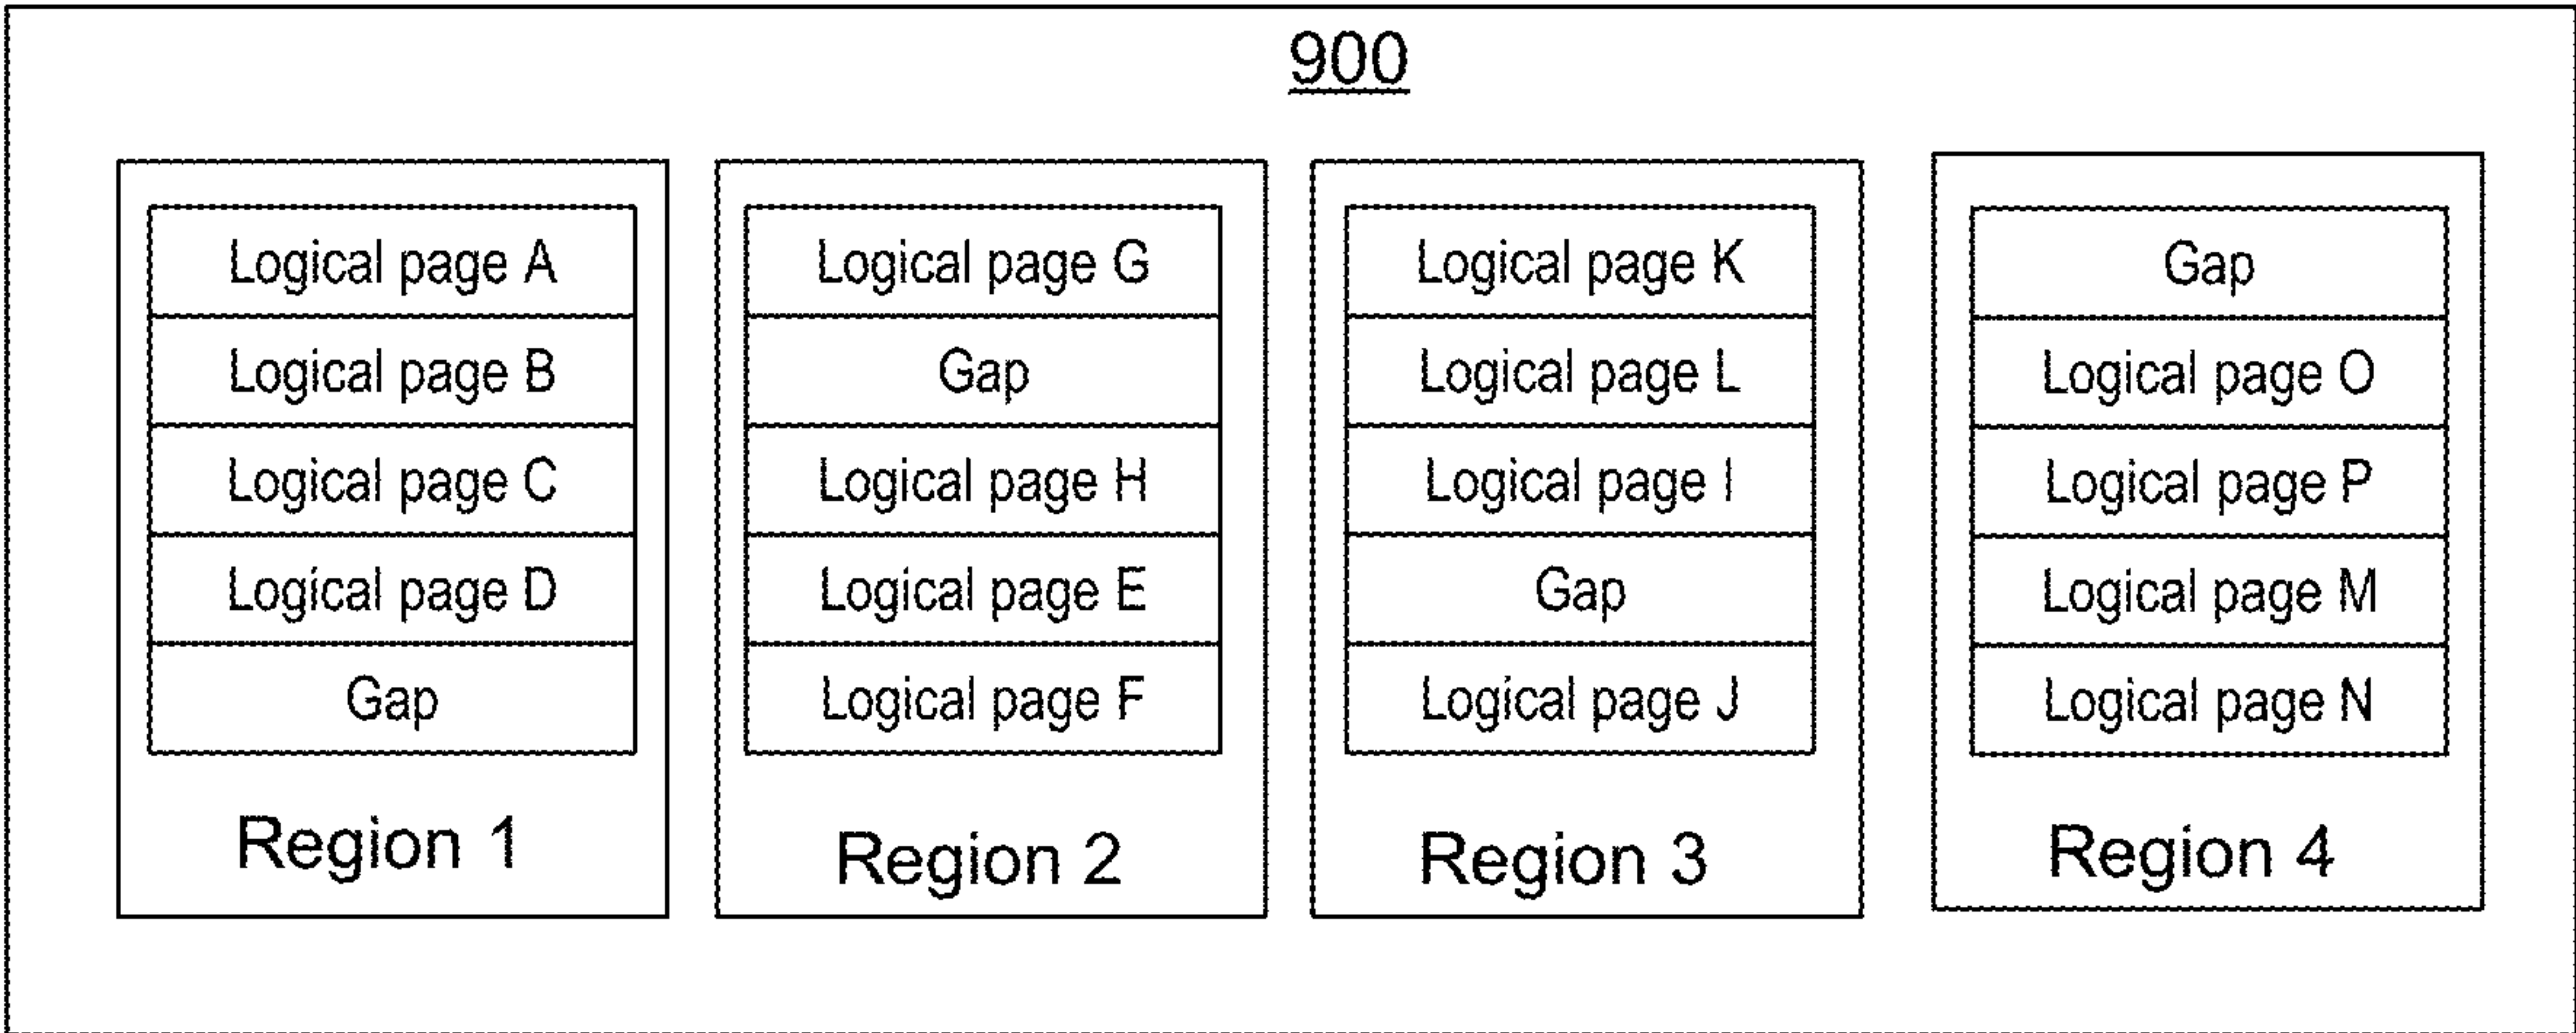 900
Logical page A
Logical page B
Logical page C
Logical page D
Gap
Region 1
Logical page G
Gap
Logical page H
Logical page E
Logical page F
Region 2
Logical page K
Logical page L
Logical page I
Gap
Logical page J
Region 3
Gap
Logical page O
Logical page P
Logical page M
Logical page N
Region 4